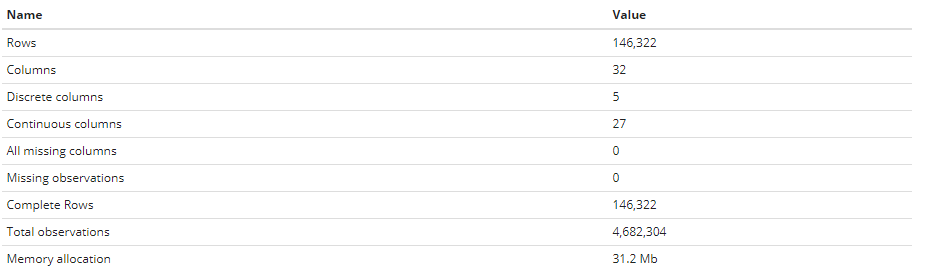 Name Value
Rows 146,322
Columns 32
Discrete columns 5
Continuous columns 27
All missing columns 0
Missing observations 0
Complete Rows 146,322
Total observations 4,682,304
Memory allocation 31.2 Mb